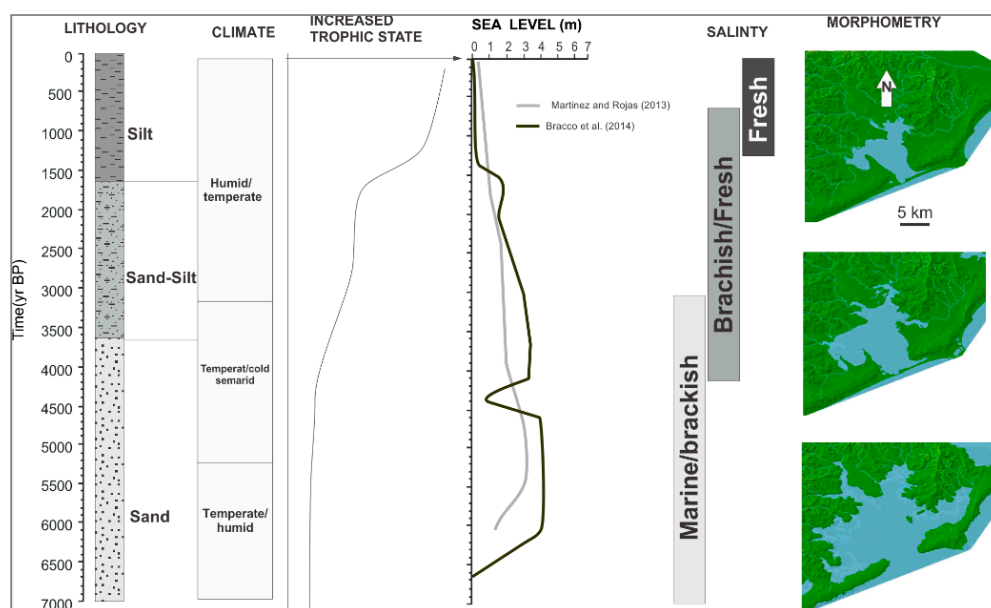 LITHOLOGY
CLIMATE
INCREASED
TROPHIC STATE
SEA LEVEL (m)
0 1 2 3 4 5 6 7
SALINTY
MORPHOMETRY
Time(yr BP)
0
500
1000
1500
2000
2500
3000
3500
4000
4500
5000
5500
6000
6500
7000
Silt
Sand-Silt
Sand
Humid/
temperate
Temperat/cold
semarid
Temperate/
humid
Martinez and Rojas (2013)
Bracco et al. (2014)
Marine/brackish
Brachish/Fresh
Fresh
N
5 km